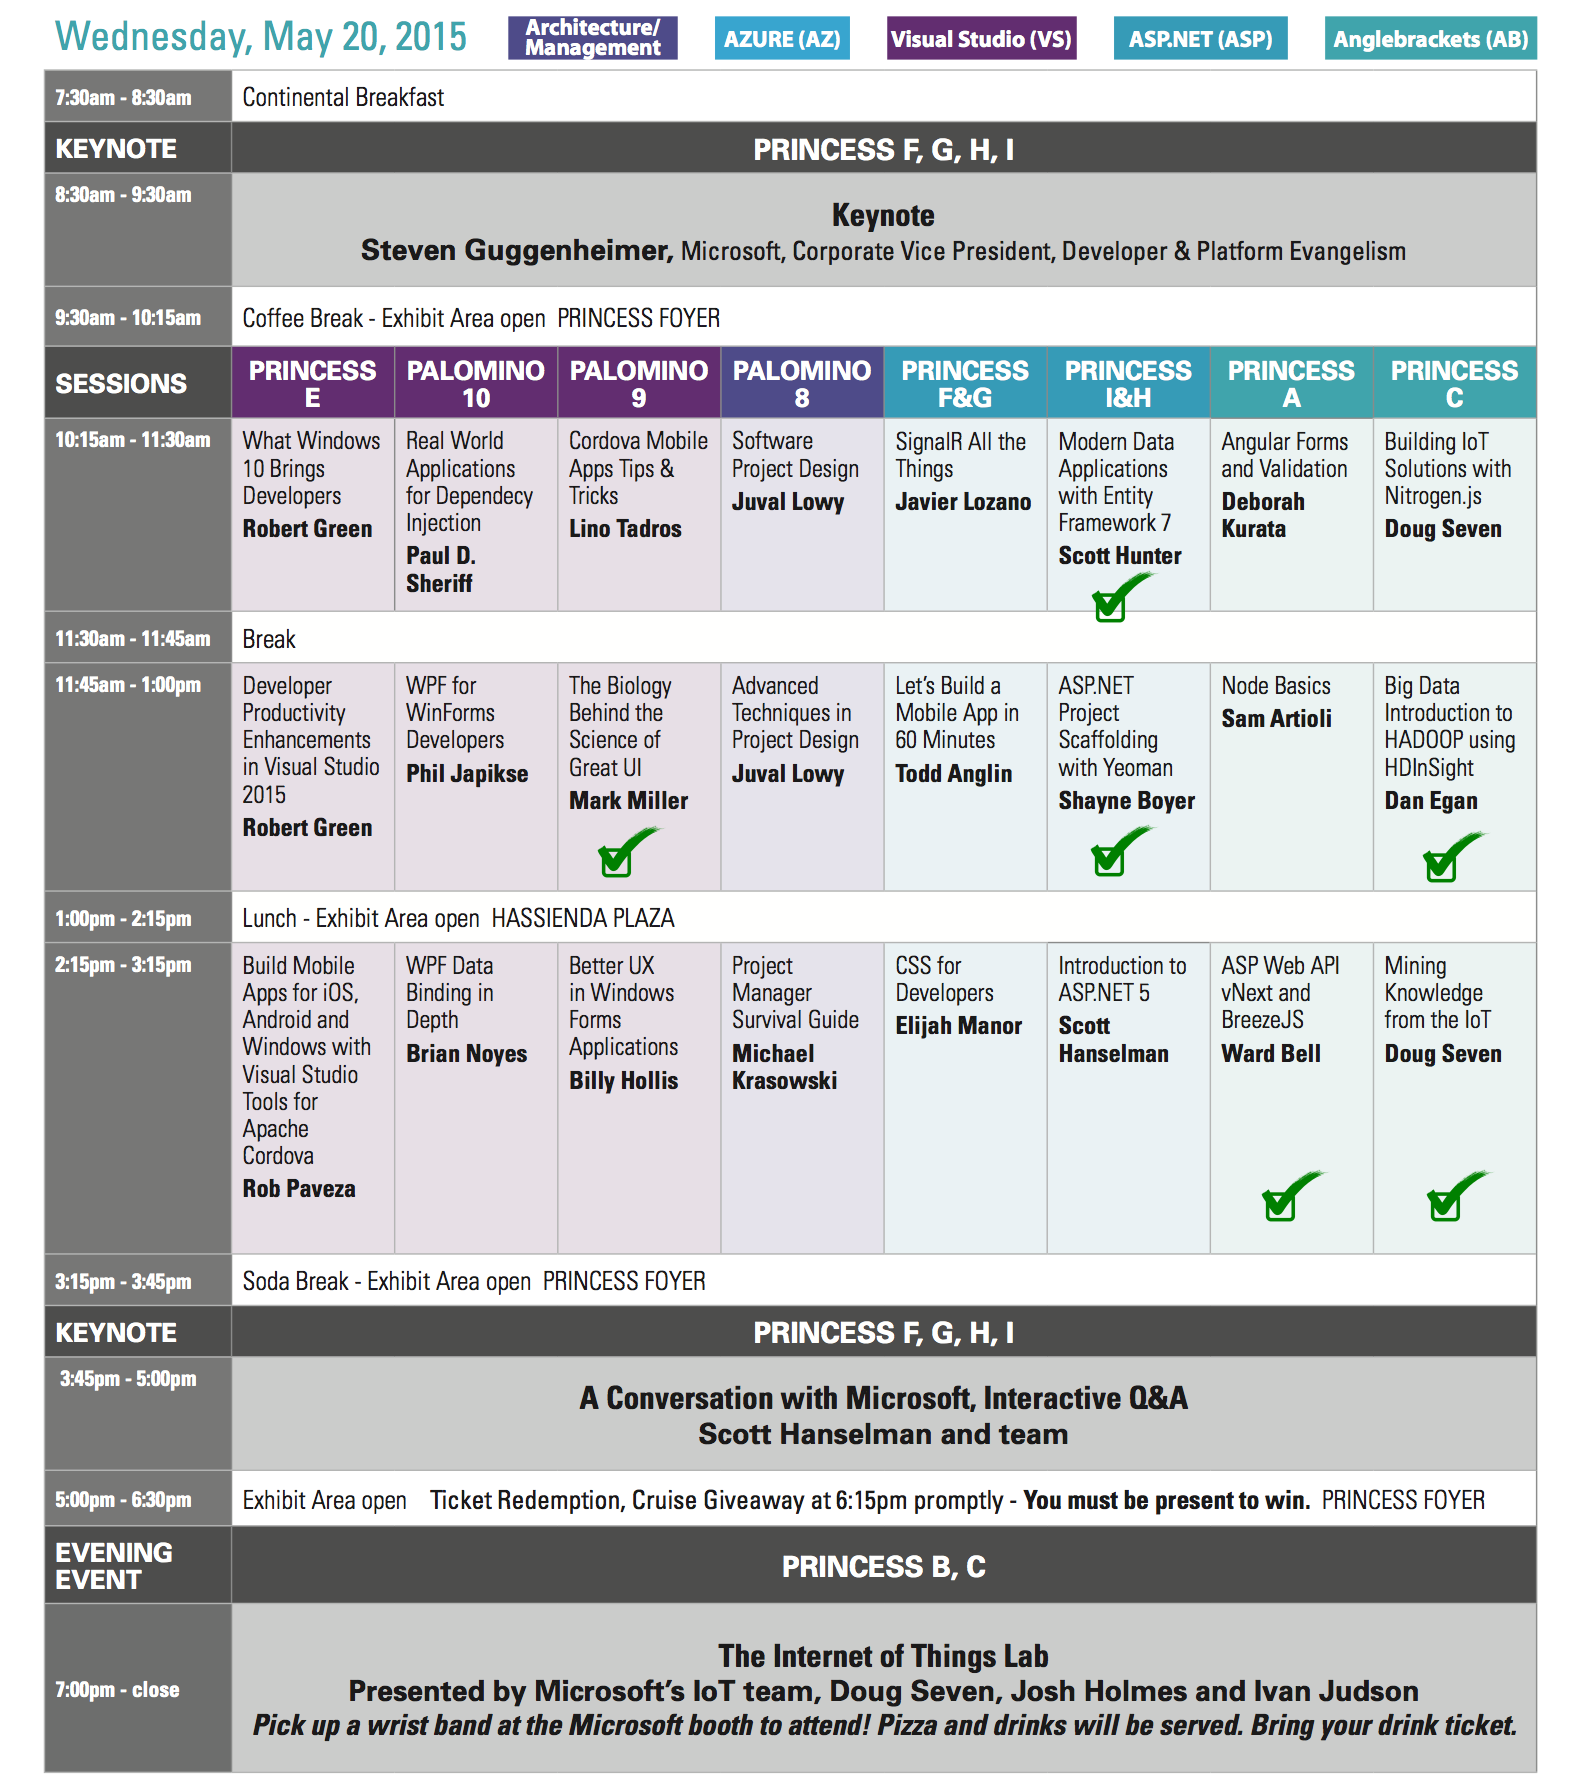 Wednesday, May 20, 2015
Architecture/
Management
AZURE (AZ)
Visual Studio (VS)
ASP.NET (ASP)
Anglebrackets (AB)
7:30am - 8:30am
Continental Breakfast
KEYNOTE
PRINCESS F, G, H, I
8:30am - 9:30am
Keynote
Steven Guggenheimer, Microsoft, Corporate Vice President, Developer & Platform Evangelism
9:30am - 10:15am
Coffee Break - Exhibit Area open PRINCESS FOYER
SESSIONS
PRINCESS
E
PALOMINO
10
PALOMINO
9
PALOMINO
8
PRINCESS
F&G
PRINCESS
I&H
PRINCESS
A
PRINCESS
C
10:15am - 11:30am
What Windows
10 Brings
Developers
Robert Green
Real World
Applications
for Dependecy
Injection
Paul D.
Sheriff
Cordova Mobile
Apps Tips &
Tricks
Lino Tadros
Software
Project Design
Juval Lowy
SignalR All the
Things
Javier Lozano
Modern Data
Applications
with Entity
Framework 7
Scott Hunter
Angular Forms
and Validation
Deborah
Kurata
Building IoT
Solutions with
Nitrogen.js
Doug Seven
11:30am - 11:45am
Break
11:45am - 1:00pm
Developer
Productivity
Enhancements
in Visual Studio
2015
Robert Green
WPF for
WinForms
Developers
Phil Japikse
The Biology
Behind the
Science of
Great UI
Mark Miller
Advanced
Techniques in
Project Design
Juval Lowy
Let's Build a
Mobile App in
60 Minutes
Todd Anglin
ASP.NET
Project
Scaffolding
with Yeoman
Shayne Boyer
Node Basics
Sam Artioli
Big Data
Introduction to
HADOOP using
HDInSight
Dan Egan
1:00pm - 2:15pm
Lunch - Exhibit Area open HASSIENDA PLAZA
2:15pm - 3:15pm
Build Mobile
Apps for iOS,
Android and
Windows with
Visual Studio
Tools for
Apache
Cordova
Rob Paveza
WPF Data
Binding in
Depth
Brian Noyes
Better UX
in Windows
Forms
Applications
Billy Hollis
Project
Manager
Survival Guide
Michael
Krasowski
CSS for
Developers
Elijah Manor
Introduction to
ASP.NET 5
Scott
Hanselman
ASP Web API
vNext and
BreezeJS
Ward Bell
Mining
Knowledge
from the IoT
Doug Seven
3:15pm - 3:45pm
Soda Break - Exhibit Area open PRINCESS FOYER
KEYNOTE
PRINCESS F, G, H, I
3:45pm - 5:00pm
A Conversation with Microsoft, Interactive Q&A
Scott Hanselman and team
5:00pm - 6:30pm
Exhibit Area open Ticket Redemption, Cruise Giveaway at 6:15pm promptly - You must be present to win. PRINCESS FOYER
EVENING
EVENT
PRINCESS B, C
7:00pm - close
The Internet of Things Lab
Presented by Microsoft's IoT team, Doug Seven, Josh Holmes and Ivan Judson
Pick up a wrist band at the Microsoft booth to attend! Pizza and drinks will be served. Bring your drink ticket.